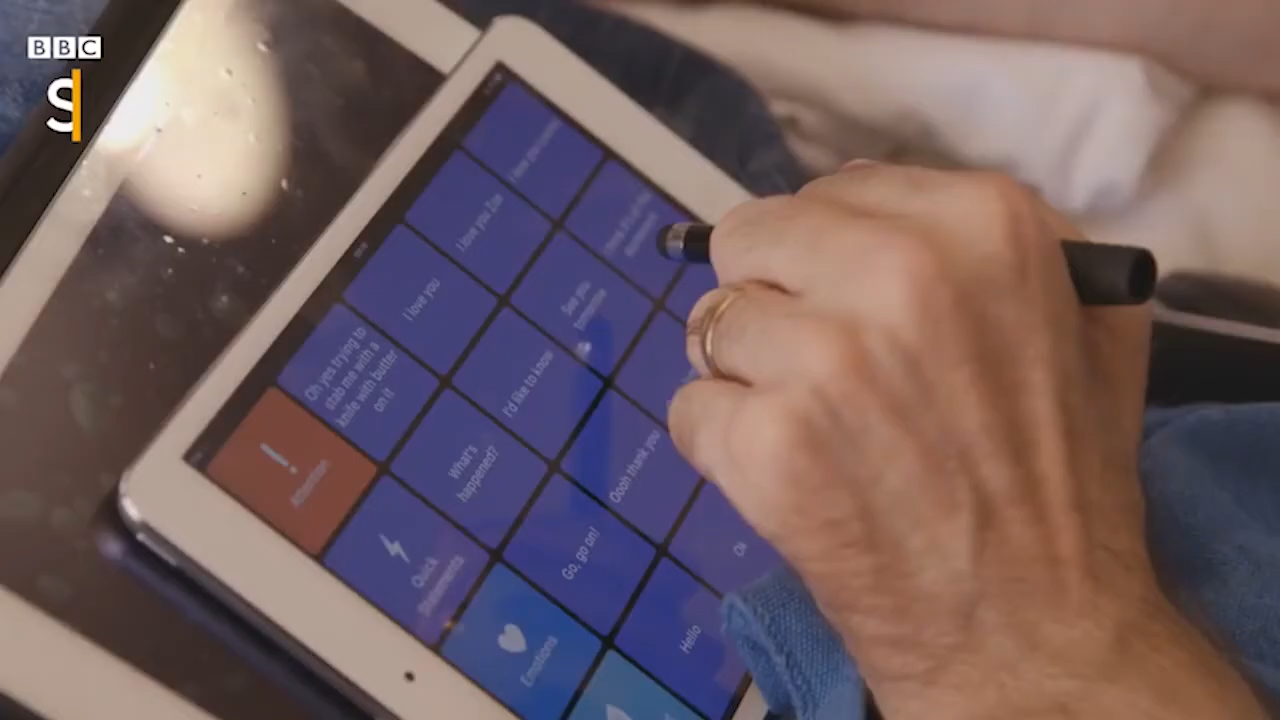 BBC
S
I love you Zoe
I love you
See you
tomorrow
Oh yes trying to
stab me with a
knife with butter
on it
I'd like to know
!
Attention
What's
happened?
Oooh thank you
Quick
Statements
Go, go on!
Ok
Emotions
Hello